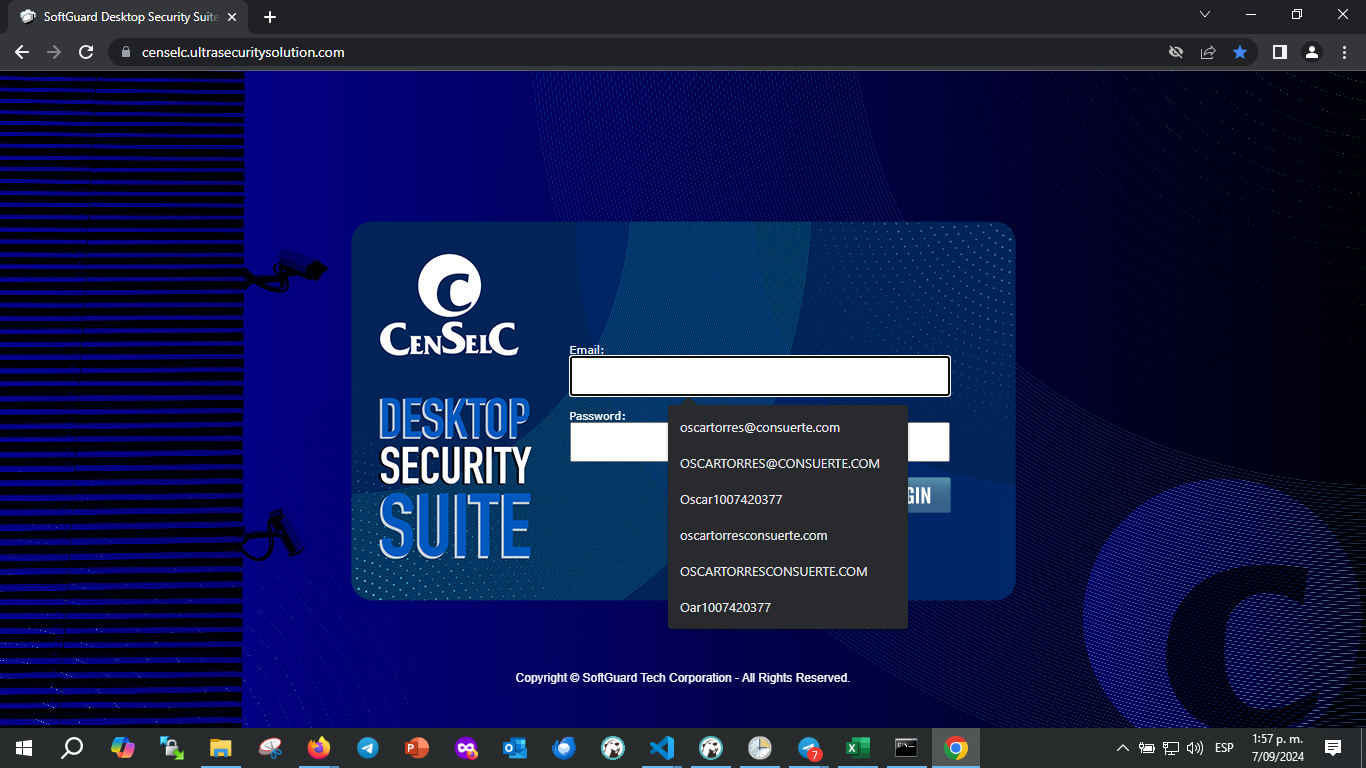 SoftGuard Desktop Security Suite
censelc.ultrasecuritysolution.com
C
CENSELC
DESKTOP
SECURITY
SUITE
Email:
Password:
oscartorres@consuerte.com
OSCARTORRES@CONSUERTE.COM
Oscar1007420377
GIN
oscartorresconsuerte.com
OSCARTORRESCONSUERTE.COM
Oar1007420377
Copyright © SoftGuard Tech Corporation - All Rights Reserved.
7
ESP
1:57 p. m.
7/09/2024